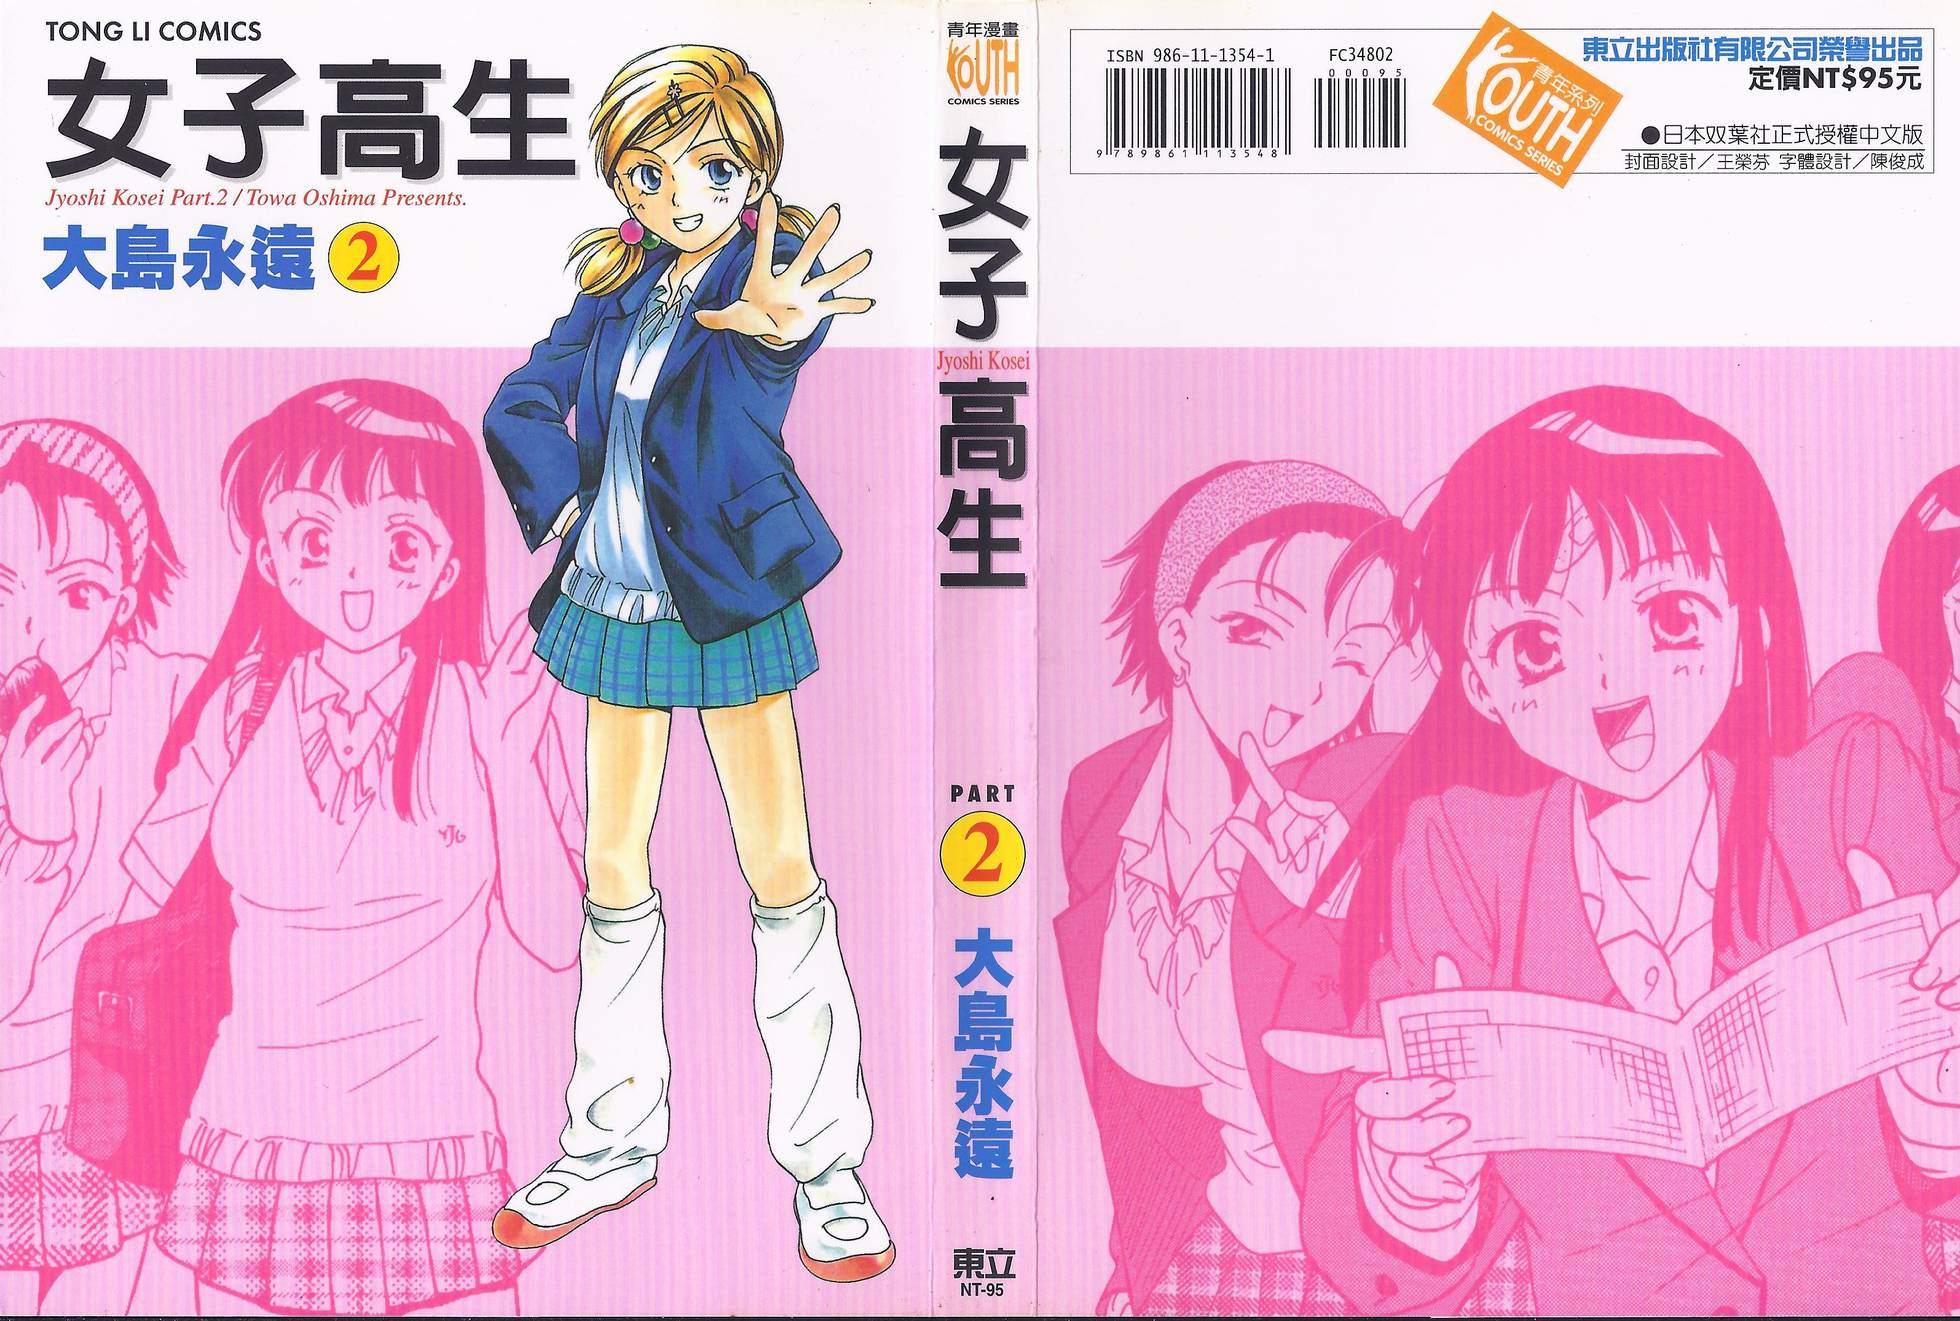 TONG LI COMICS
女子高生
Jyoshi Kosei Part.2 / Towa Oshima Presents.
大島永遠 2
YJG
青年漫畫
YOUTH
COMICS SERIES
女子
Jyoshi Kosei
高生
PART
2
大島永遠
東立
NT-95
ISBN 986-11-1354-1
FC34802
00095
9 789861 113548
青年系列
YOUTH
COMICS SERIES
東立出版社有限公司榮譽出品
定價NT$95元
●日本双葉社正式授權中文版
封面設計／王榮芬 字體設計／陳俊成